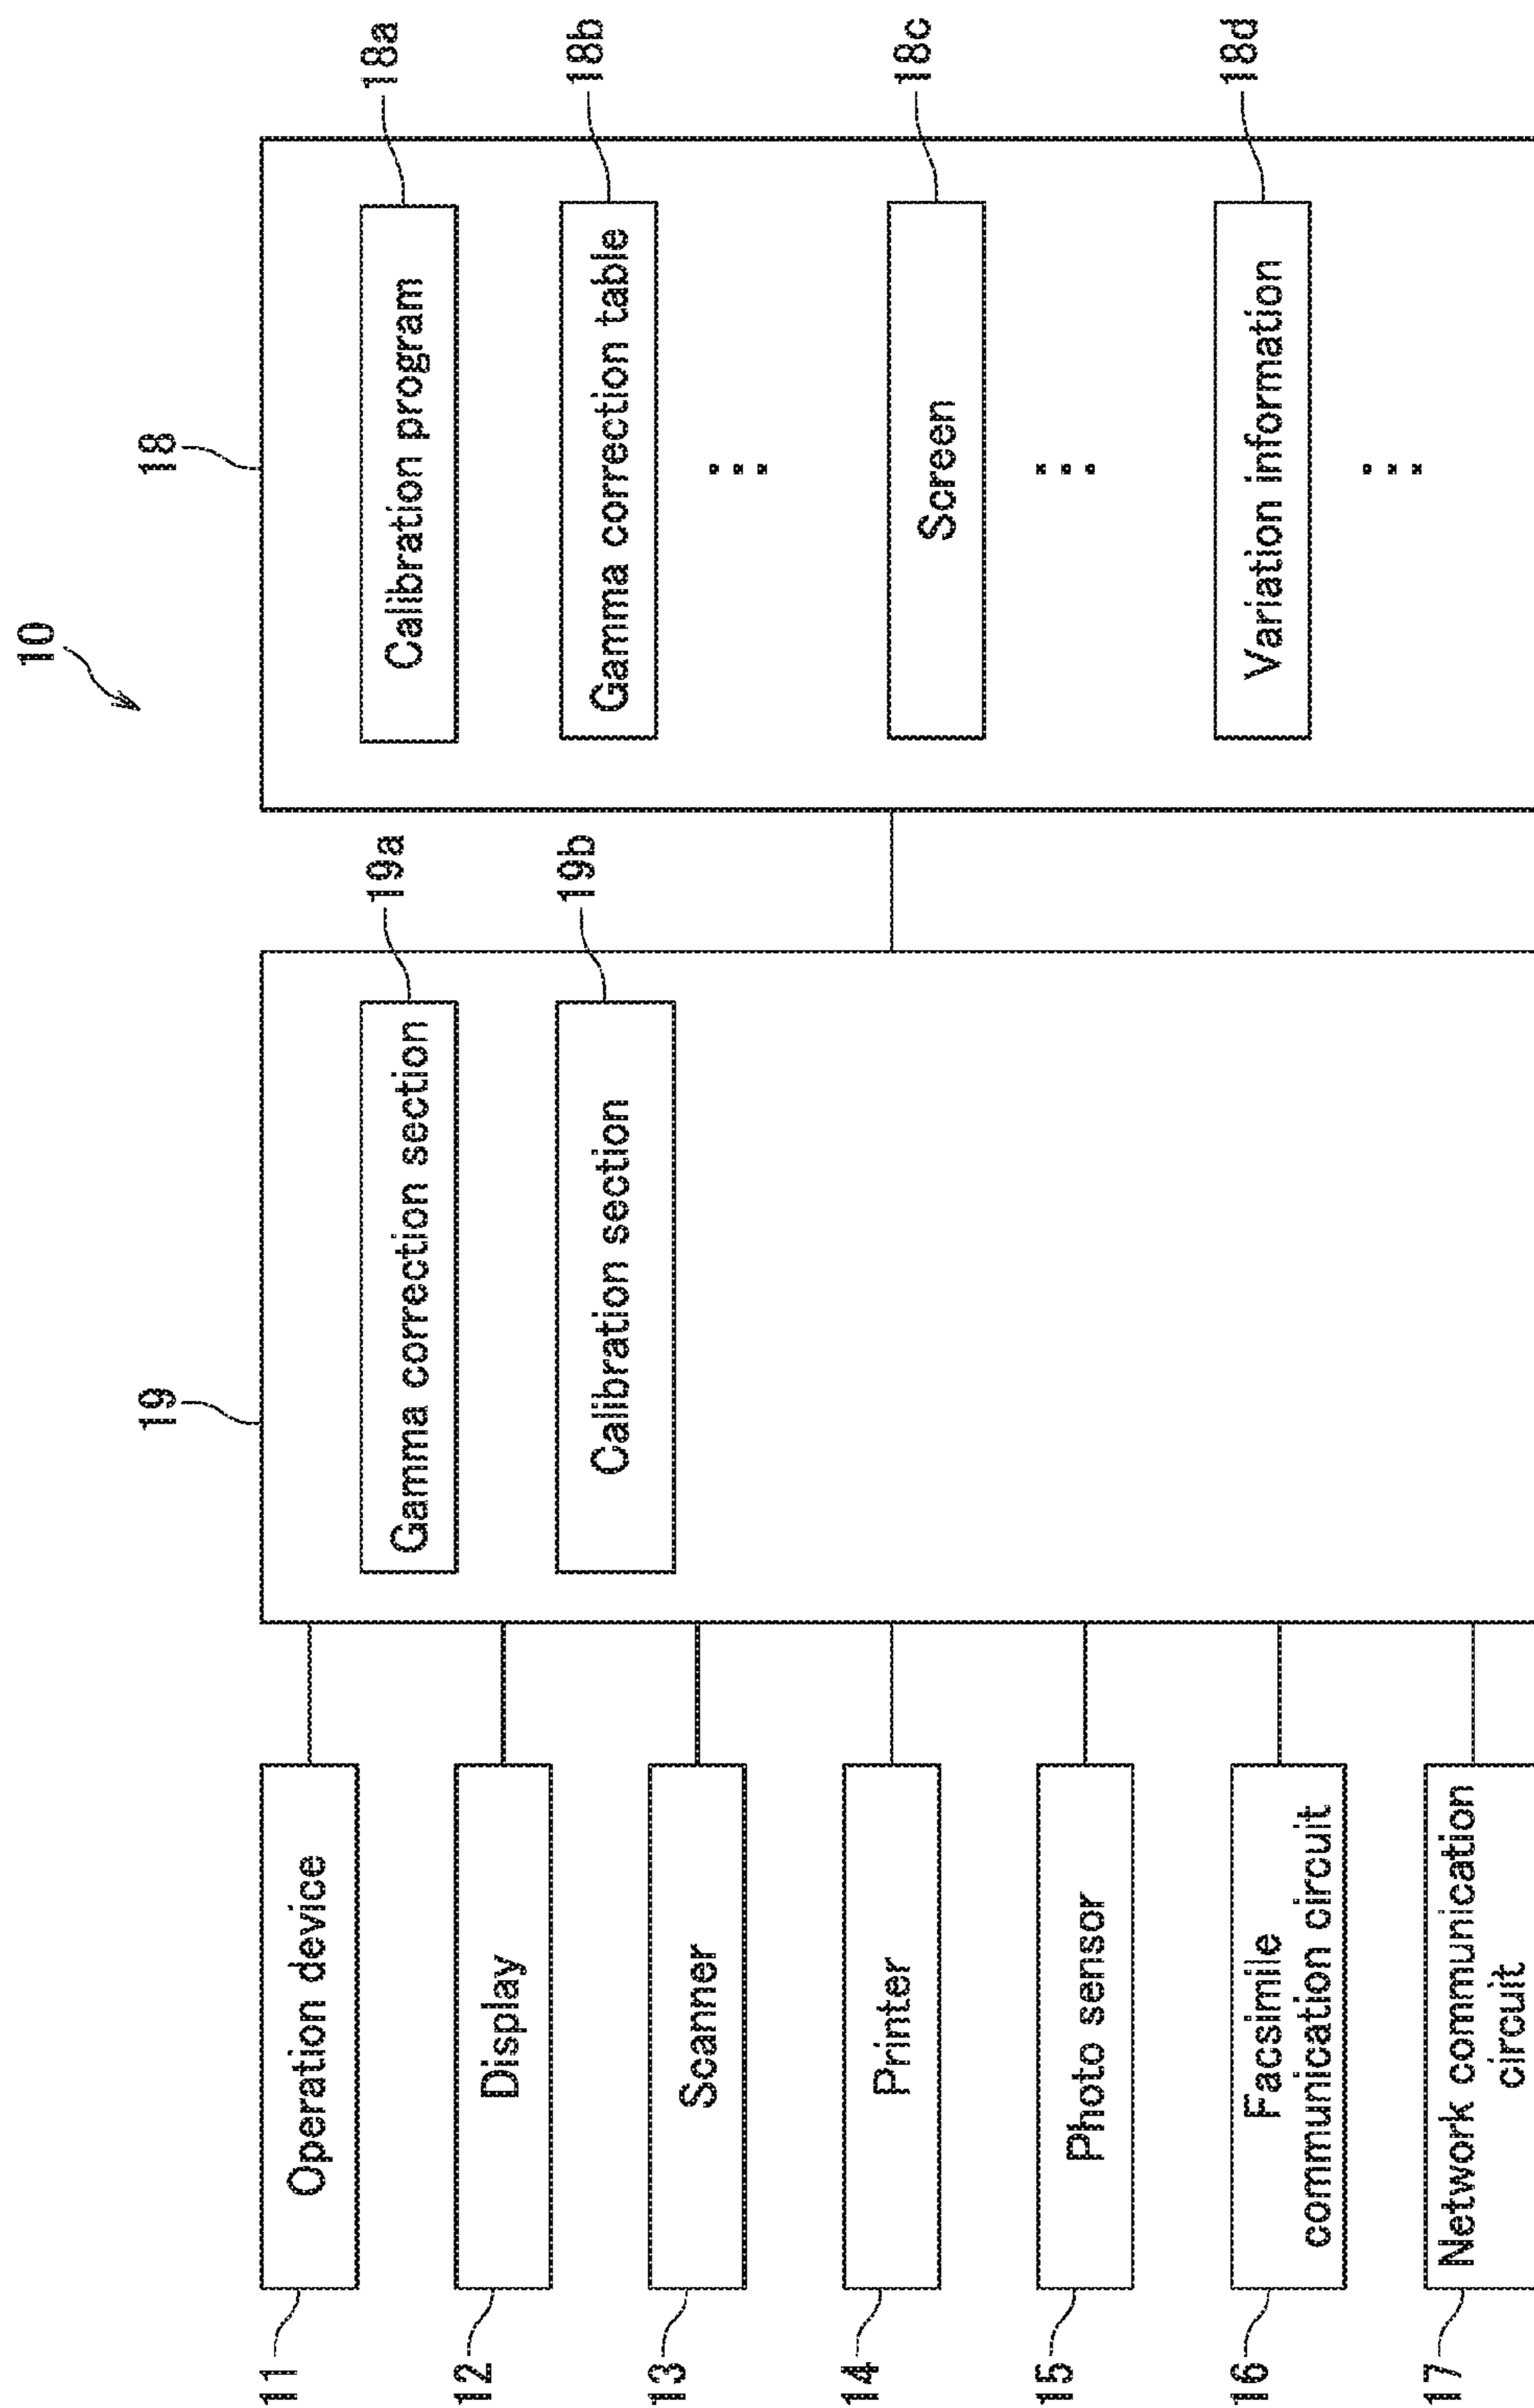 10
11
Operation device
12
Display
13
Scanner
14
Printer
15
Photo sensor
16
Facsimile
communication circuit
17
Network communication
circuit
19
Gamma correction section
19a
Calibration section
19b
18
Calibration program
18a
Gamma correction table
18b
Screen
18c
Variation information
18d